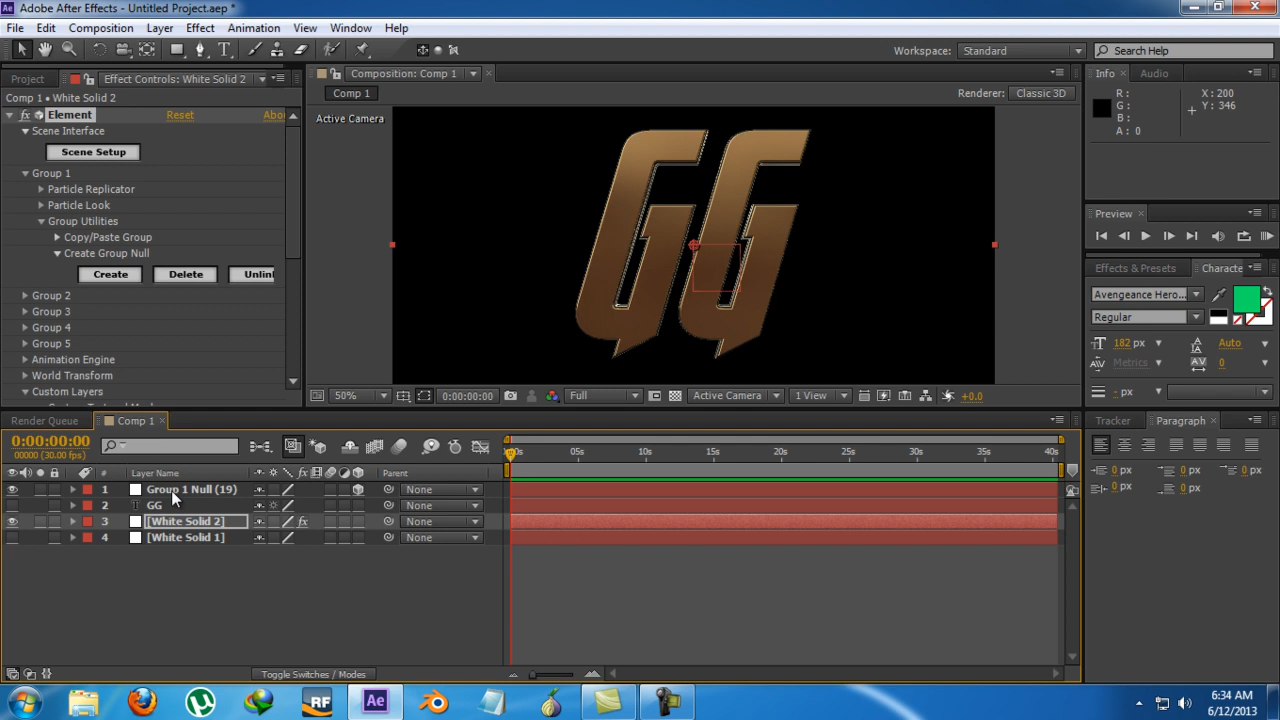 Adobe After Effects - Untitled Project.aep *
File Edit Composition Layer Effect Animation View Window Help
Workspace: Standard Search Help
Project Effect Controls: White Solid 2 Composition: Comp 1 Info Audio
Comp 1 • White Solid 2 Comp 1 Renderer: Classic 3D
R: X: 200
G: Y: 346
B:
A: 0
fx Element Reset Abo
Active Camera
Scene Interface
Scene Setup
Group 1
Particle Replicator
Particle Look
Group Utilities
Copy/Paste Group
Create Group Null
Create Delete Unlin
Group 2
Group 3
Group 4
Group 5
Animation Engine
World Transform
Custom Layers
GG
Preview
Effects & Presets Characte
Avengeance Hero...
Regular
182 px Auto
Metrics 0
- px
50% 0:00:00:00 Full Active Camera 1 View +0.0
Render Queue Comp 1 Tracker Paragraph
0:00:00:00
00000 (30.00 fps)
00s 05s 10s 15s 20s 25s 30s 35s 40s
# Layer Name fx Parent
1 Group 1 Null (19) None
2 T GG None
3 [White Solid 2] fx None
4 [White Solid 1] None
0 px 0 px 0 px
0 px 0 px
Toggle Switches / Modes
RF Ae
6:34 AM
6/12/2013